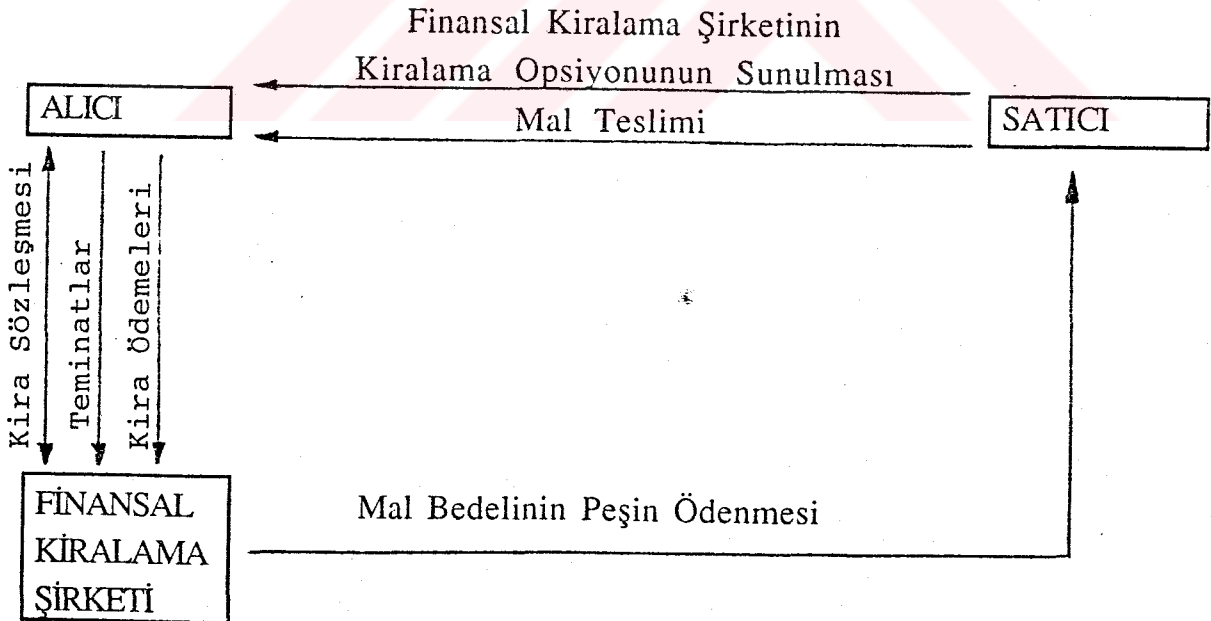 Finansal Kiralama Şirketinin
Kiralama Opsiyonunun Sunulması
ALICI
Mal Teslimi
SATICI
Kira Sözleşmesi
Teminatlar
Kira Ödemeleri
FİNANSAL
KİRALAMA
ŞİRKETİ
Mal Bedelinin Peşin Ödenmesi